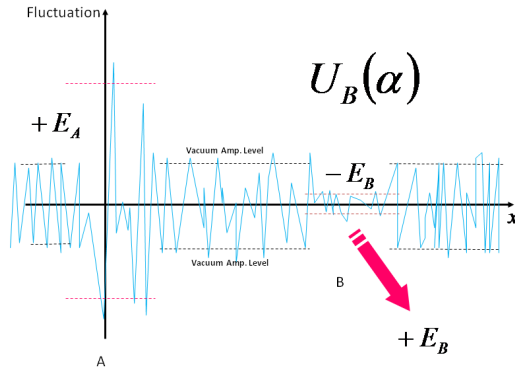 Fluctuation
U_B(α)
+E_A
Vacuum Amp. Level
−E_B
x
Vacuum Amp. Level
B
+E_B
A